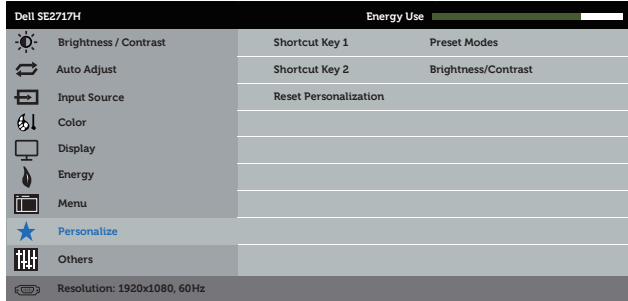 Dell SE2717H Energy Use
Brightness / Contrast Shortcut Key 1 Preset Modes
Auto Adjust Shortcut Key 2 Brightness/Contrast
Input Source Reset Personalization
Color
Display
Energy
Menu
Personalize
Others
Resolution: 1920x1080, 60Hz